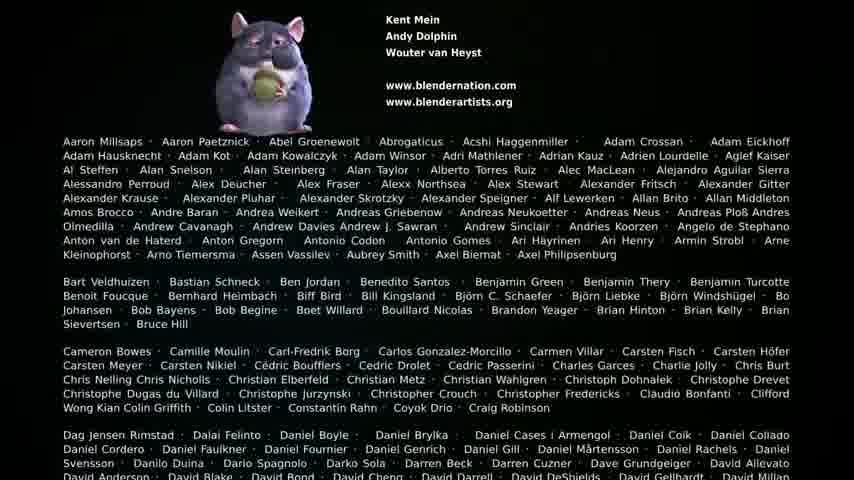 Kent Mein
Andy Dolphin
Wouter van Heyst
www.blendernation.com
www.blenderartists.org
Aaron Millsaps · Aaron Paetznick · Abel Groenewolt · Abrogaticus · Acshi Haggenmiller · Adam Crossan · Adam Eickhoff
Adam Hausknecht · Adam Kot · Adam Kowalczyk · Adam Winsor · Adri Mathlener · Adrian Kauz · Adrien Lourdelle · Aglef Kaiser
Al Steffen · Alan Snelson · Alan Steinberg · Alan Taylor · Alberto Torres Ruiz · Alec MacLean · Alejandro Aguilar Sierra
Alessandro Perroud · Alex Deucher · Alex Fraser · Alexx Northsea · Alex Stewart · Alexander Fritsch · Alexander Gitter
Alexander Krause · Alexander Pluhar · Alexander Skrotzky · Alexander Speigner · Alf Lewerken · Allan Brito · Allan Middleton
Amos Brocco · Andre Baran · Andrea Weikert · Andreas Griebenow · Andreas Neukoetter · Andreas Neus · Andreas Ploß Andres
Olmedilla · Andrew Cavanagh · Andrew Davies Andrew J. Sawran · Andrew Sinclair · Andries Koorzen · Angelo de Stephano
Anton van de Haterd · Anton Gregorn · Antonio Codon · Antonio Gomes · Ari Häyrinen · Ari Henry · Armin Strobl · Arne
Kleinophorst · Arno Tiemersma · Assen Vassilev · Aubrey Smith · Axel Biernat · Axel Philipsenburg
Bart Veldhuizen · Bastian Schneck · Ben Jordan · Benedito Santos · Benjamin Green · Benjamin Thery · Benjamin Turcotte
Benoit Foucque · Bernhard Heimbach · Biff Bird · Bill Kingsland · Björn C. Schaefer · Björn Liebke · Björn Windshügel · Bo
Johansen · Bob Bayens · Bob Begine · Boet Willard · Bouillard Nicolas · Brandon Yeager · Brian Hinton · Brian Kelly · Brian
Sievertsen · Bruce Hill
Cameron Bowes · Camille Moulin · Carl-Fredrik Borg · Carlos Gonzalez-Morcillo · Carmen Villar · Carsten Fisch · Carsten Höfer
Carsten Meyer · Carsten Nikiel · Cédric Boufflers · Cedric Drolet · Cedric Passerini · Charles Garces · Charlie Jolly · Chris Burt
Chris Nelling Chris Nicholls · Christian Elberfeld · Christian Metz · Christian Wahlgren · Christoph Dohnalek · Christophe Drevet
Christophe Dugas du Villard · Christophe Jurzynski · Christopher Crouch · Christopher Fredericks · Claudio Bonfanti · Clifford
Wong Kian Colin Griffith · Colin Litster · Constantin Rahn · Coyok Drio · Craig Robinson
Dag Jensen Rimstad · Dalai Felinto · Daniel Boyle · Daniel Brylka · Daniel Cases i Armengol · Daniel Coik · Daniel Collado
Daniel Cordero · Daniel Faulkner · Daniel Fournier · Daniel Genrich · Daniel Gill · Daniel Mårtensson · Daniel Rachels · Daniel
Svensson · Danilo Duina · Dario Spagnolo · Darko Sola · Darren Beck · Darren Cuzner · Dave Grundgeiger · David Allevato
David Anderson · David Blake · David Bond · David Cheng · David Darrell · David DeShields · David Gellhardt · David Millan